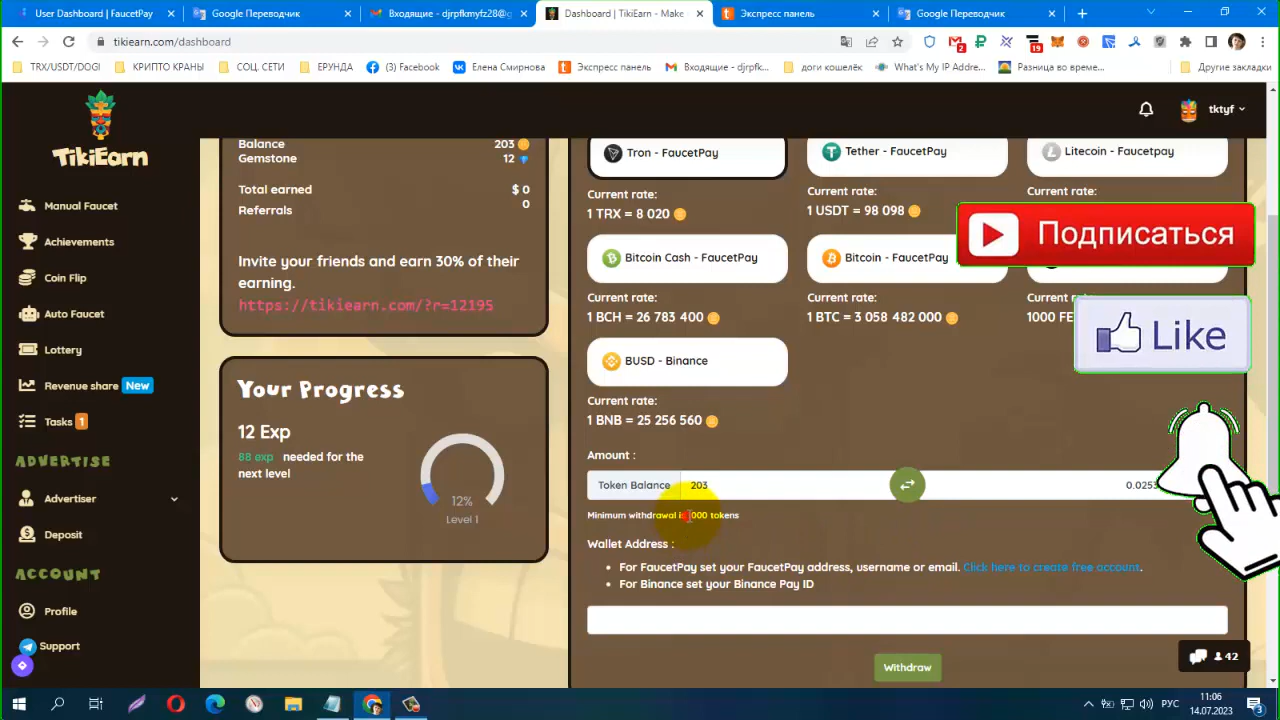 User Dashboard | FaucetPay
Google Переводчик
Входящие - djrpfkmyfz28@g
Dashboard | TikiEarn - Make
Экспресс панель
Google Переводчик
tikiearn.com/dashboard
2
19
TRX/USDT/DOGI
КРИПТО КРАНЫ
СОЦ. СЕТИ
ЕРУНДА
(3) Facebook
Елена Смирнова
Экспресс панель
Входящие - djrpfk...
доги кошелёк
What's My IP Addre...
Разница во време...
Другие закладки
TikiEarn
tktyf
Manual Faucet
Achievements
Coin Flip
Auto Faucet
Lottery
Revenue share New
Tasks 1
ADVERTISE
Advertiser
Deposit
ACCOUNT
Profile
Support
Balance 203
Gemstone 12
Total earned $ 0
Referrals 0
Invite your friends and earn 30% of their
earning.
https://tikiearn.com/?r=12195
Your Progress
12 Exp
88 exp needed for the
next level
12%
Level 1
Tron - FaucetPay
Tether - FaucetPay
Litecoin - Faucetpay
Current rate:
Current rate:
Current rate:
1 TRX = 8 020
1 USDT = 98 098
Подписаться
Bitcoin Cash - FaucetPay
Bitcoin - FaucetPay
Current rate:
Current rate:
1 BCH = 26 783 400
1 BTC = 3 058 482 000
1000 FE
Like
BUSD - Binance
Current rate:
1 BNB = 25 256 560
Amount :
Token Balance 203
0.0253
Minimum withdrawal is 000 tokens
Wallet Address :
• For FaucetPay set your FaucetPay address, username or email. Click here to create free account.
• For Binance set your Binance Pay ID
Withdraw
42
РУС
11:06
14.07.2023
3